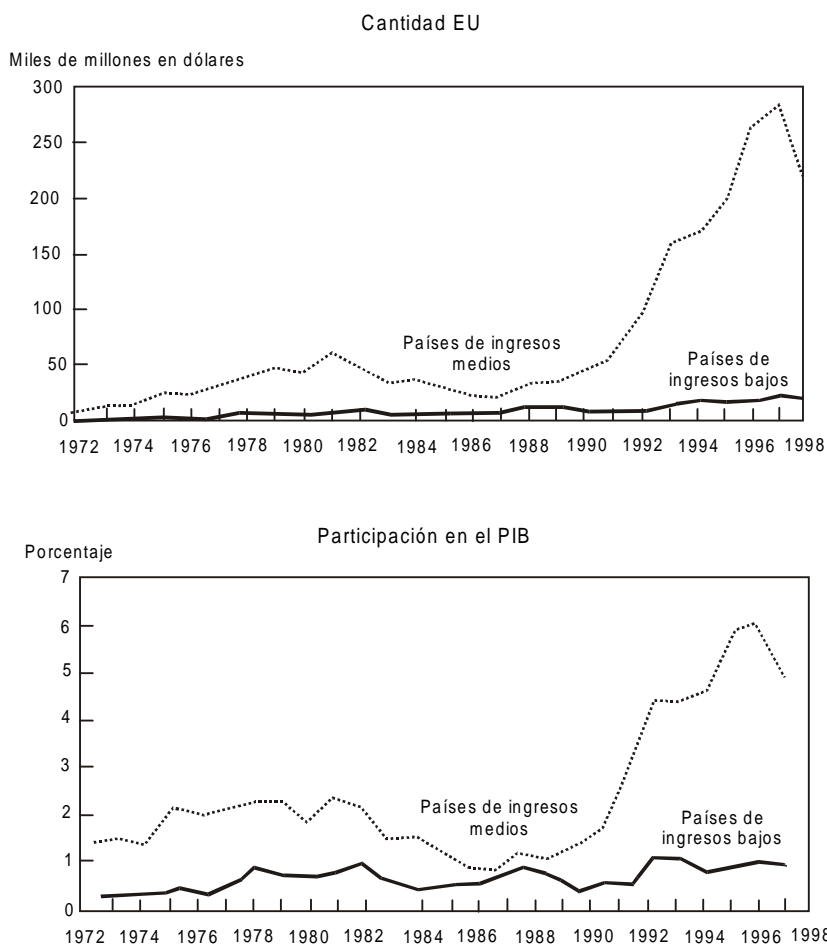 Cantidad EU
Miles de millones en dólares
300
250
200
150
100
50
0
Países de ingresos
medios
Países de
ingresos bajos
1972 1974 1976 1978 1980 1982 1984 1986 1988 1990 1992 1994 1996 1998
Participación en el PIB
Porcentaje
7
6
5
4
3
2
1
0
Países de ingresos
medios
Países de
ingresos bajos
1972 1974 1976 1978 1980 1982 1984 1986 1988 1990 1992 1994 1996 1998